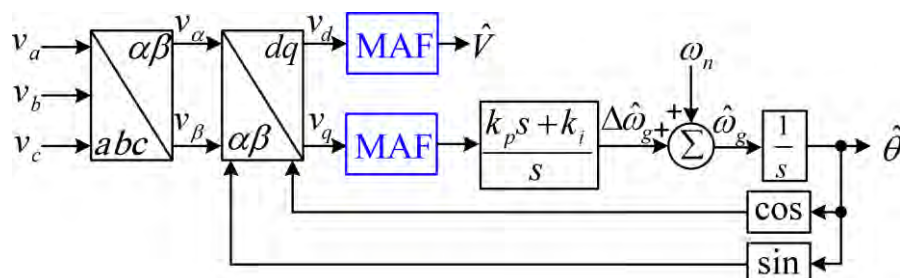 v_a
v_b
v_c
αβ
abc
v_α
v_β
dq
αβ
v_d
v_q
MAF
V̂
MAF
k_p s + k_i
s
Δω̂_g
+
+
ω_n
Σ
ω̂_g
1
s
θ̂
cos
sin